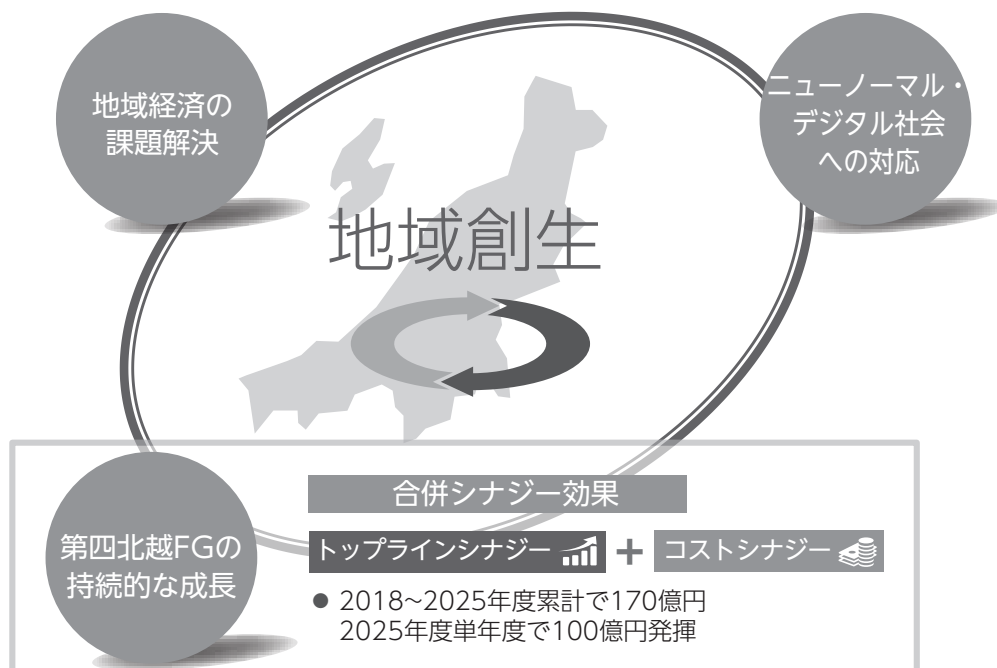 地域経済の
課題解決
ニューノーマル・
デジタル社会
への対応
地域創生
第四北越FGの
持続的な成長
合併シナジー効果
トップラインシナジー + コストシナジー
● 2018~2025年度累計で170億円
2025年度単年度で100億円発揮